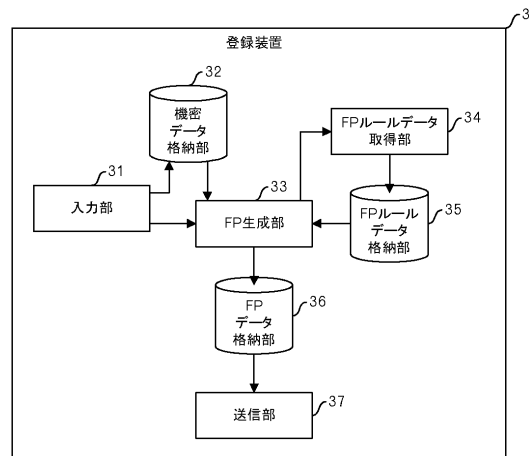 3
登録装置
32
機密
データ
格納部
34
FPルールデータ
取得部
31
入力部
33
FP生成部
35
FPルール
データ
格納部
36
FP
データ
格納部
37
送信部